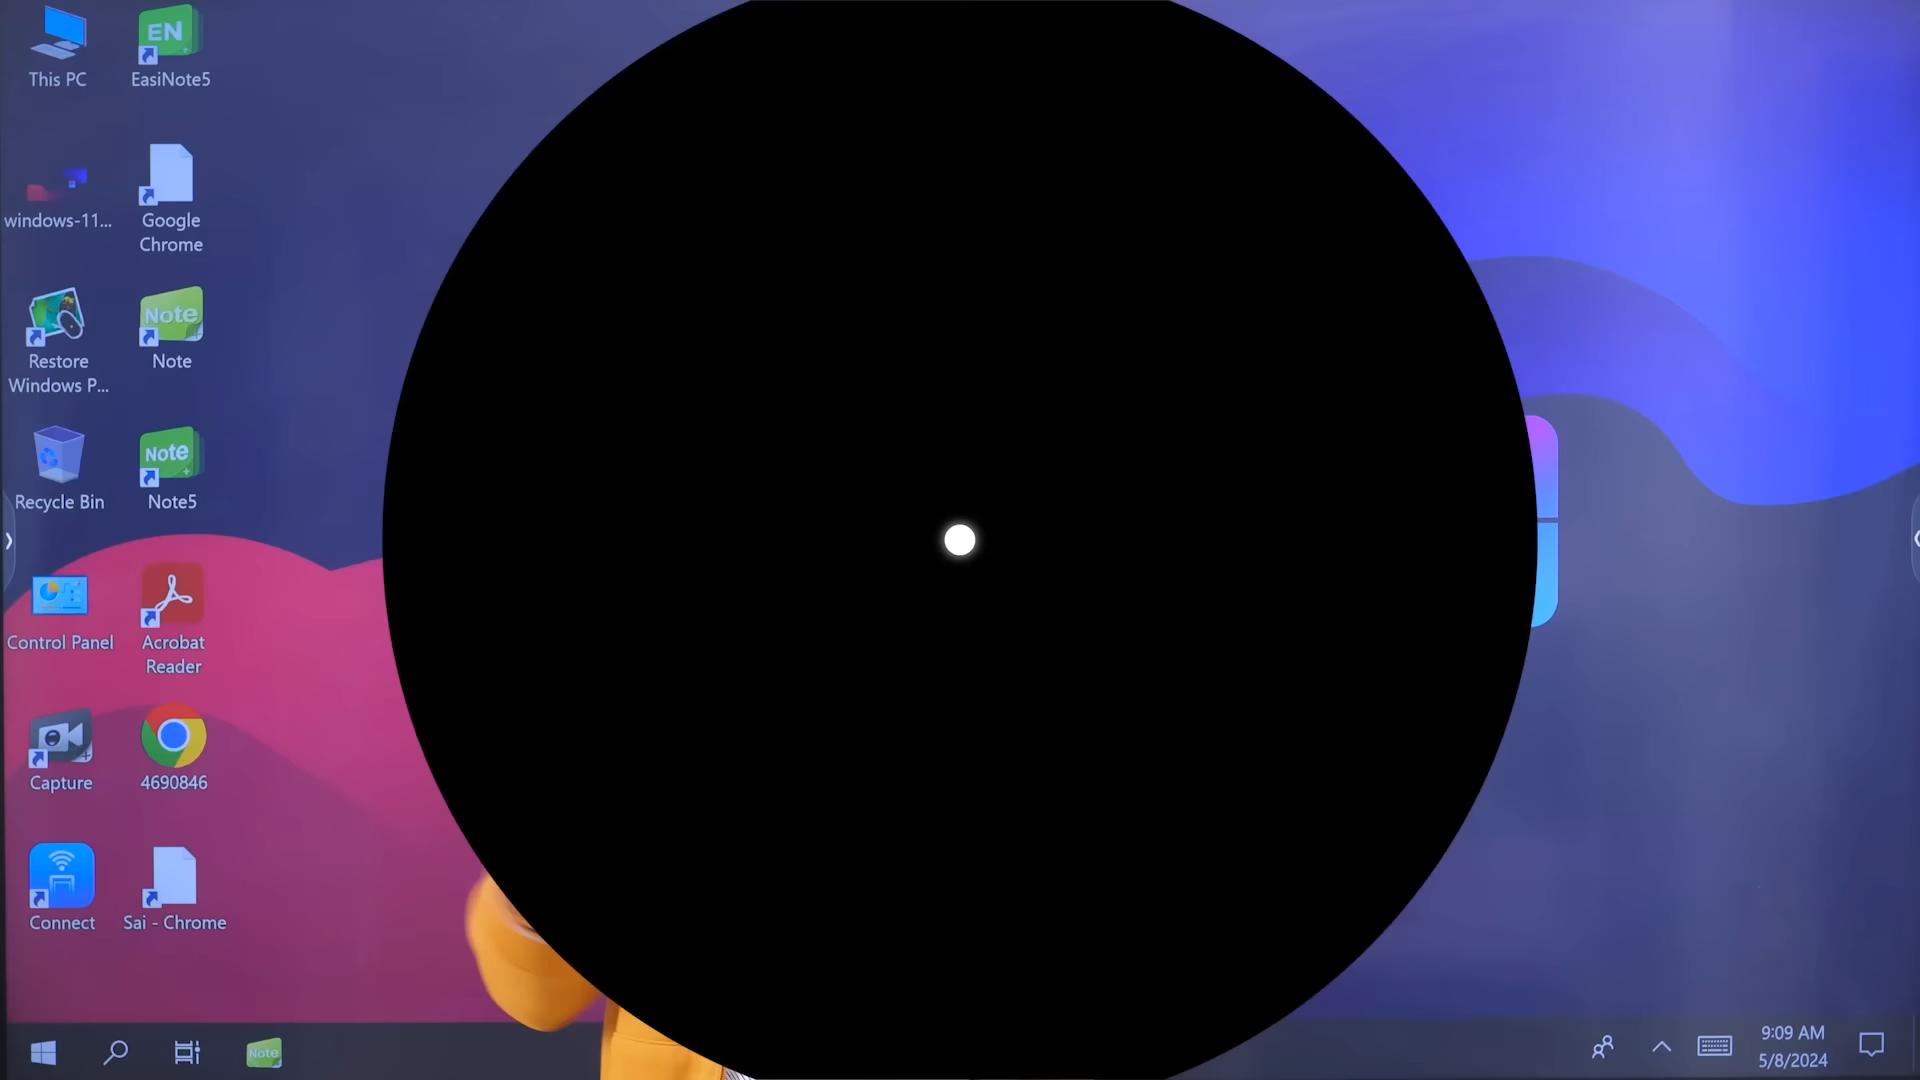 This PC
EN
EasiNote5
windows-11...
Google
Chrome
Restore
Windows P...
Note
Note
Recycle Bin
Note
Note5
Control Panel
Acrobat
Reader
Capture
4690846
Connect
Sai - Chrome
Note
9:09 AM
5/8/2024